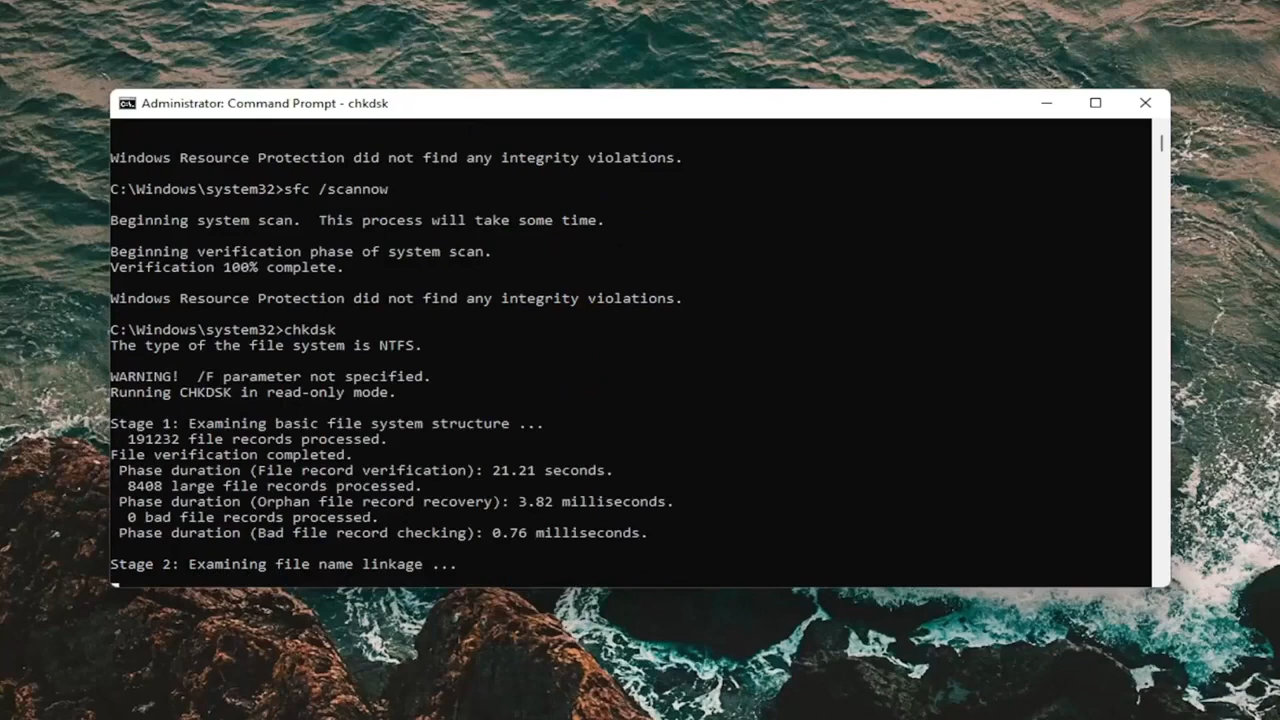 Administrator: Command Prompt - chkdsk
Windows Resource Protection did not find any integrity violations.
C:\Windows\system32>sfc /scannow
Beginning system scan.  This process will take some time.
Beginning verification phase of system scan.
Verification 100% complete.
Windows Resource Protection did not find any integrity violations.
C:\Windows\system32>chkdsk
The type of the file system is NTFS.
WARNING!  /F parameter not specified.
Running CHKDSK in read-only mode.
Stage 1: Examining basic file system structure ...
191232 file records processed.
File verification completed.
Phase duration (File record verification): 21.21 seconds.
8408 large file records processed.
Phase duration (Orphan file record recovery): 3.82 milliseconds.
0 bad file records processed.
Phase duration (Bad file record checking): 0.76 milliseconds.
Stage 2: Examining file name linkage ...